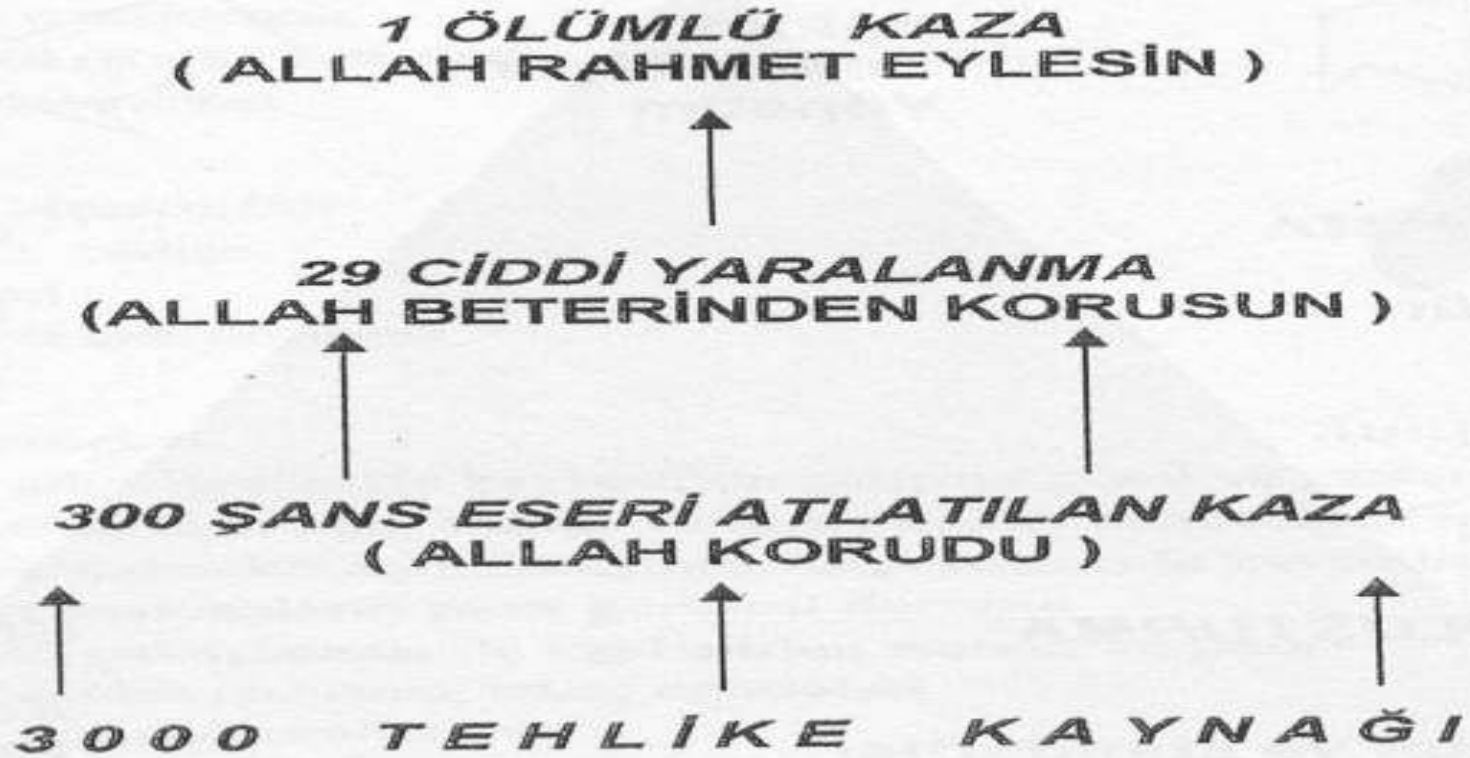 1 ÖLÜMLÜ KAZA
( ALLAH RAHMET EYLESİN )
29 CİDDİ YARALANMA
(ALLAH BETERİNDEN KORUSUN )
300 ŞANS ESERİ ATLATILAN KAZA
( ALLAH KORUDU )
3000 TEHLİKE KAYNAĞI